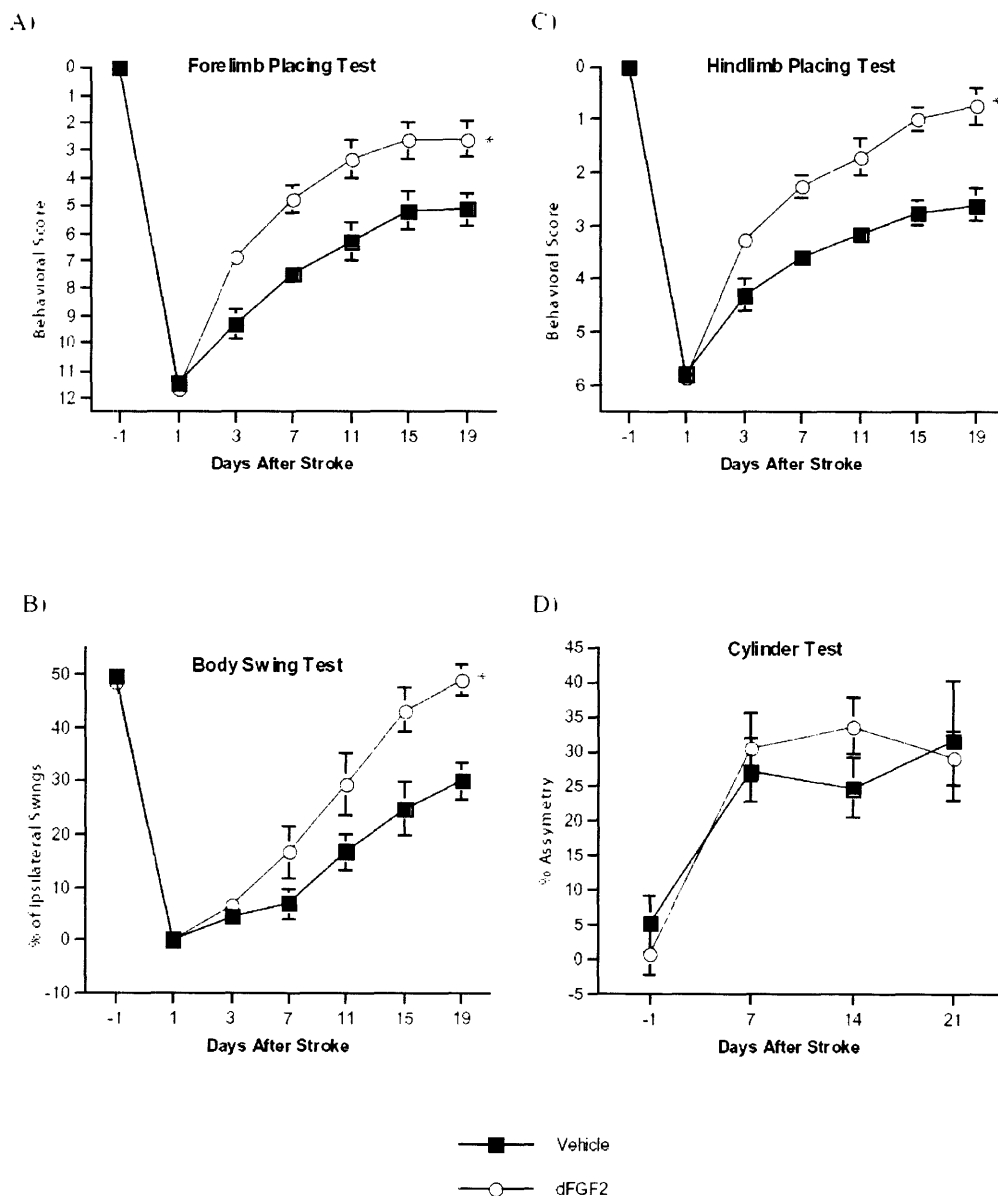 A)
Forelimb Placing Test
0
1
2
3
4
5
6
7
8
9
10
11
12
Behavioral Score
-1 1 3 7 11 15 19
Days After Stroke
*
C)
Hindlimb Placing Test
0
1
2
3
4
5
6
Behavioral Score
-1 1 3 7 11 15 19
Days After Stroke
*
B)
Body Swing Test
50
40
30
20
10
0
-10
% of Ipsilateral Swings
-1 1 3 7 11 15 19
Days After Stroke
*
D)
Cylinder Test
45
40
35
30
25
20
15
10
5
0
-5
% Assymetry
-1 7 14 21
Days After Stroke
Vehicle
dFGF2